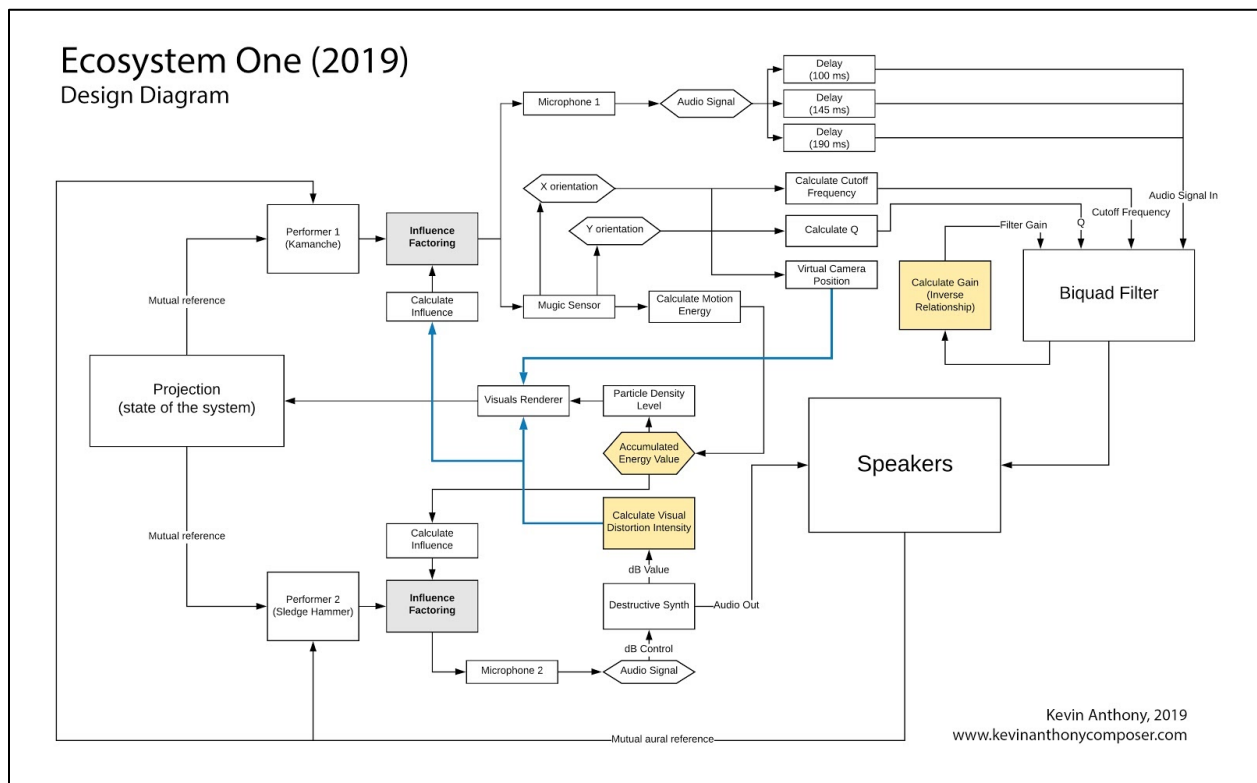 Ecosystem One (2019)
Design Diagram
Microphone 1
Audio Signal
Delay
(100 ms)
Delay
(145 ms)
Delay
(190 ms)
X orientation
Calculate Cutoff
Frequency
Audio Signal In
Performer 1
(Kamanche)
Influence
Factoring
Y orientation
Calculate Q
Filter Gain
Q
Cutoff Frequency
Mutual reference
Calculate
Influence
Mugic Sensor
Calculate Motion
Energy
Virtual Camera
Position
Calculate Gain
(Inverse
Relationship)
Biquad Filter
Projection
(state of the system)
Visuals Renderer
Particle Density
Level
Accumulated
Energy Value
Speakers
Mutual reference
Calculate
Influence
Calculate Visual
Distortion Intensity
dB Value
Performer 2
(Sledge Hammer)
Influence
Factoring
Destructive Synth
Audio Out
dB Control
Microphone 2
Audio Signal
Mutual aural reference
Kevin Anthony, 2019
www.kevinanthonycomposer.com